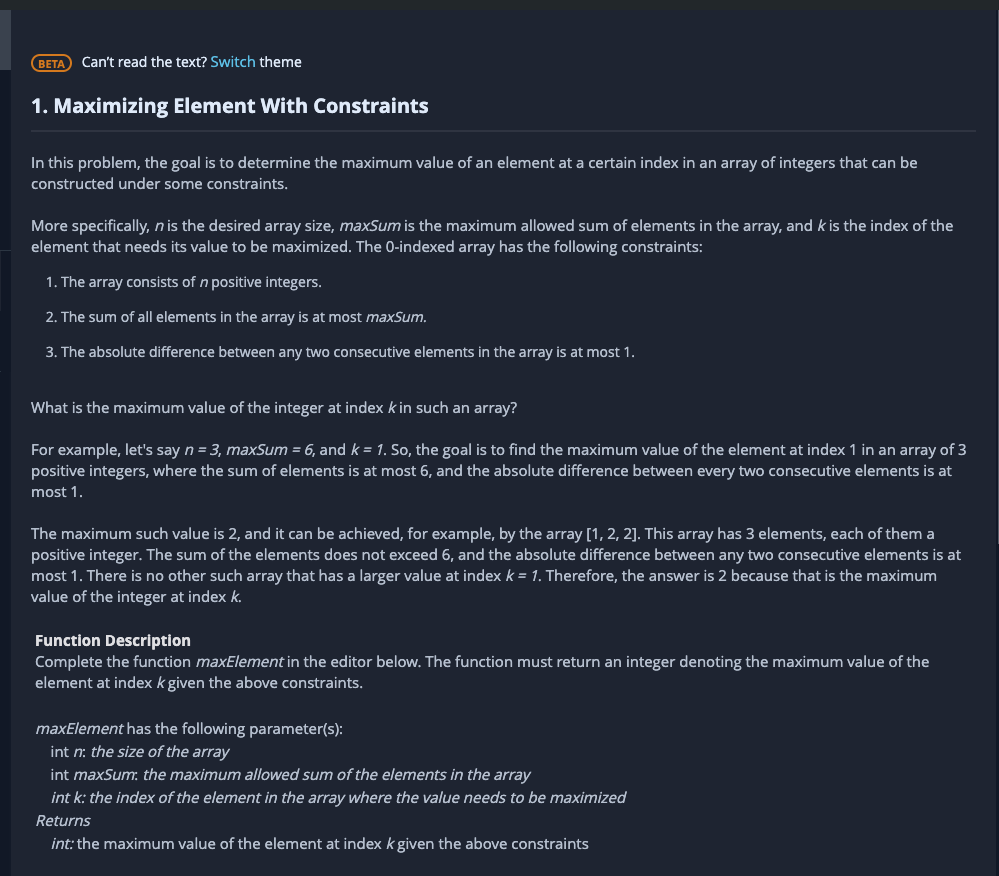 BETA Can't read the text? Switch theme
1. Maximizing Element With Constraints
In this problem, the goal is to determine the maximum value of an element at a certain index in an array of integers that can be
constructed under some constraints.
More specifically, n is the desired array size, maxSum is the maximum allowed sum of elements in the array, and k is the index of the
element that needs its value to be maximized. The 0-indexed array has the following constraints:
1. The array consists of n positive integers.
2. The sum of all elements in the array is at most maxSum.
3. The absolute difference between any two consecutive elements in the array is at most 1.
What is the maximum value of the integer at index k in such an array?
For example, let's say n = 3, maxSum = 6, and k = 1. So, the goal is to find the maximum value of the element at index 1 in an array of 3
positive integers, where the sum of elements is at most 6, and the absolute difference between every two consecutive elements is at
most 1.
The maximum such value is 2, and it can be achieved, for example, by the array [1, 2, 2]. This array has 3 elements, each of them a
positive integer. The sum of the elements does not exceed 6, and the absolute difference between any two consecutive elements is at
most 1. There is no other such array that has a larger value at index k = 1. Therefore, the answer is 2 because that is the maximum
value of the integer at index k.
Function Description
Complete the function maxElement in the editor below. The function must return an integer denoting the maximum value of the
element at index k given the above constraints.
maxElement has the following parameter(s):
int n: the size of the array
int maxSum: the maximum allowed sum of the elements in the array
int k: the index of the element in the array where the value needs to be maximized
Returns
int: the maximum value of the element at index k given the above constraints